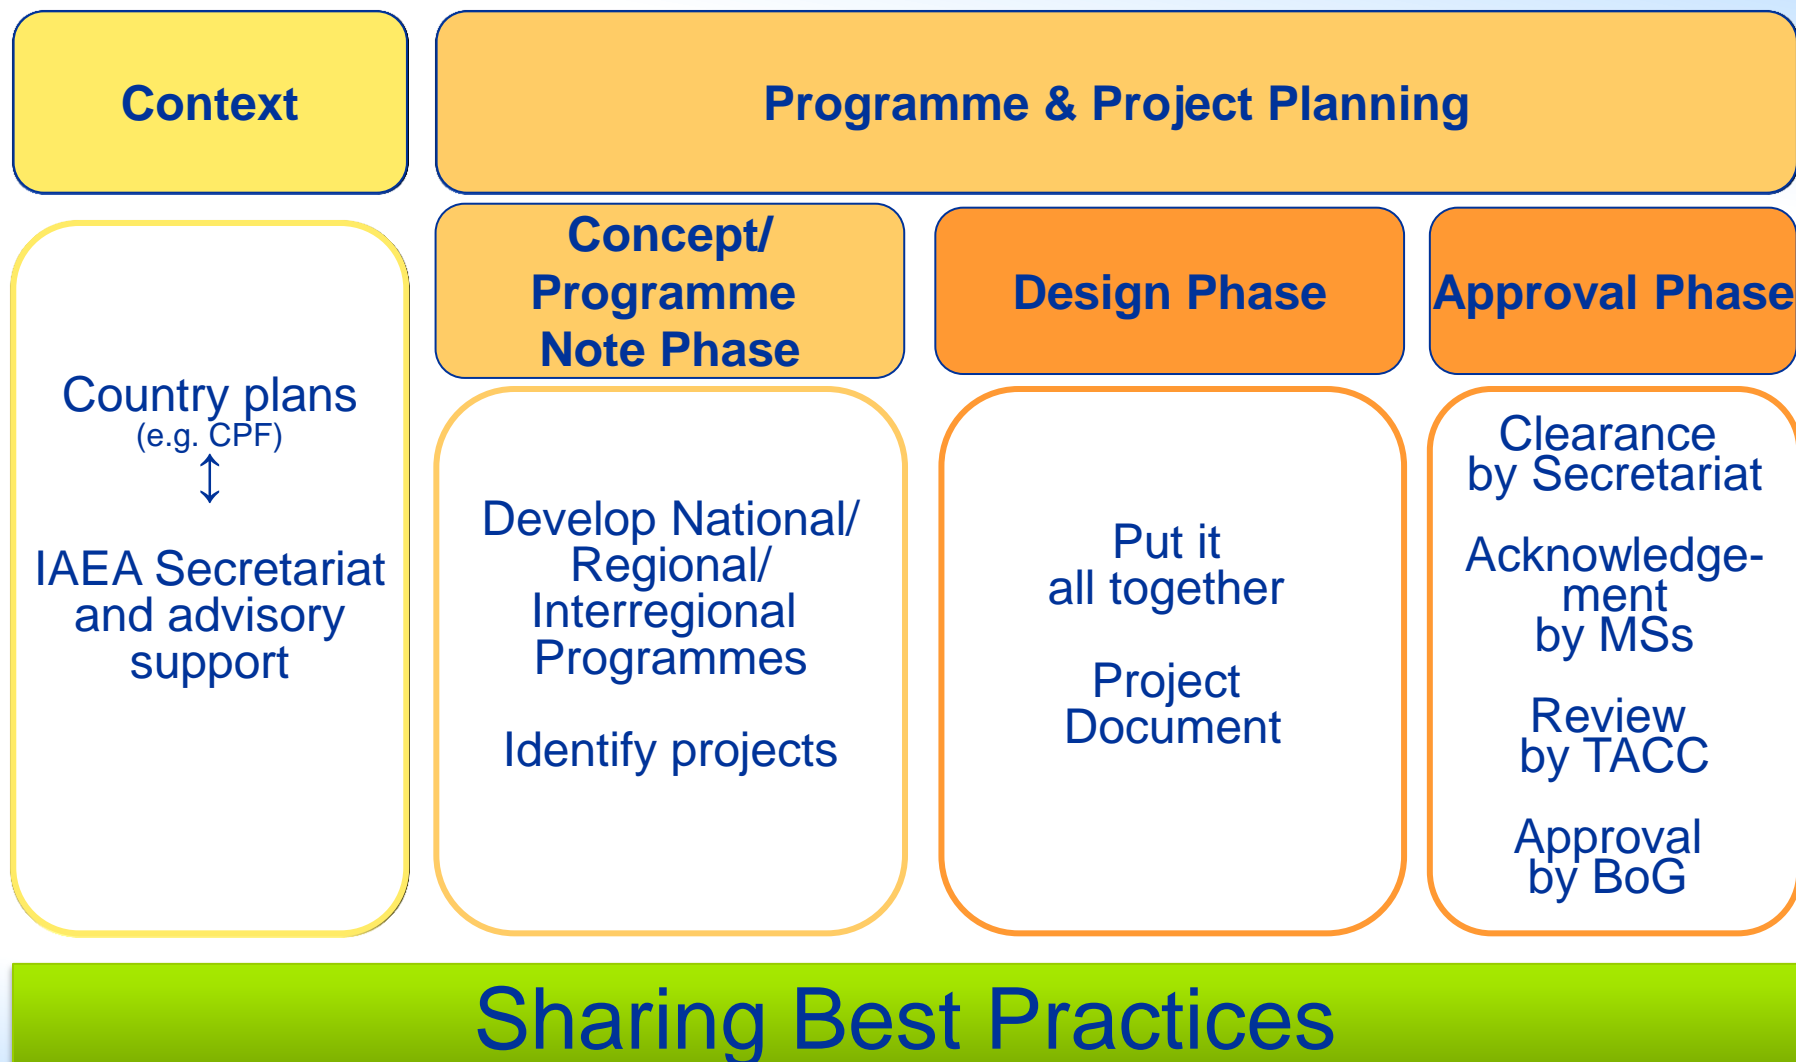 Context
Programme & Project Planning
Country plans
(e.g. CPF)
↕
IAEA Secretariat
and advisory
support
Concept/
Programme
Note Phase
Develop National/
Regional/
Interregional
Programmes
Identify projects
Design Phase
Put it
all together
Project
Document
Approval Phase
Clearance
by Secretariat
Acknowledge-
ment
by MSs
Review
by TACC
Approval
by BoG
Sharing Best Practices